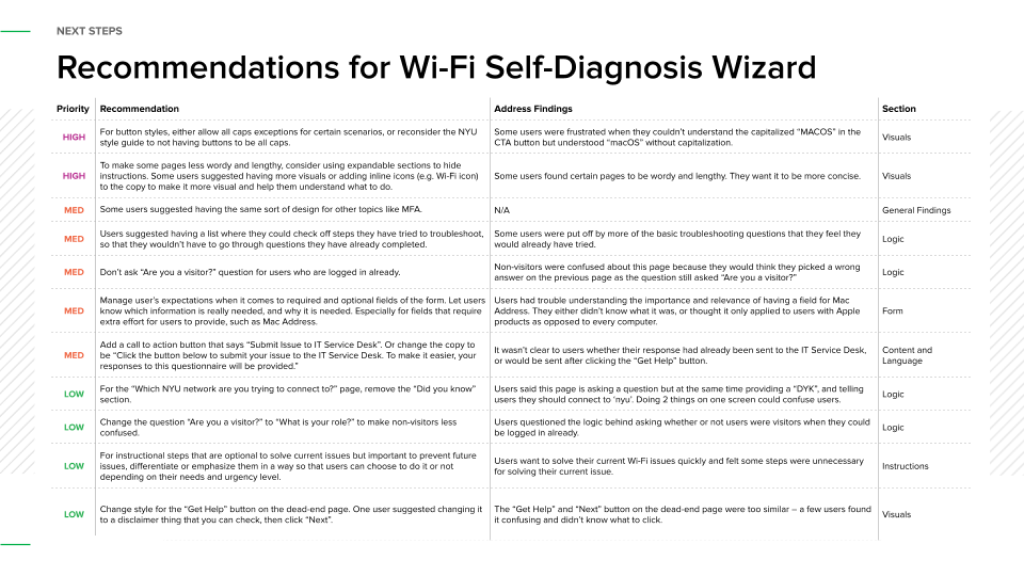 NEXT STEPS
Recommendations for Wi-Fi Self-Diagnosis Wizard
Priority Recommendation Address Findings Section
HIGH
For button styles, either allow all caps exceptions for certain scenarios, or reconsider the NYU
style guide to not having buttons to be all caps.
Some users were frustrated when they couldn't understand the capitalized "MACOS" in the
CTA button but understood "macOS" without capitalization.
Visuals
HIGH
To make some pages less wordy and lengthy, consider using expandable sections to hide
instructions. Some users suggested having more visuals or adding inline icons (e.g. Wi-Fi icon)
to the copy to make it more visual and help them understand what to do.
Some users found certain pages to be wordy and lengthy. They want it to be more concise.
Visuals
MED
Some users suggested having the same sort of design for other topics like MFA.
N/A
General Findings
MED
Users suggested having a list where they could check off steps they have tried to troubleshoot,
so that they wouldn't have to go through questions they have already completed.
Some users were put off by more of the basic troubleshooting questions that they feel they
would already have tried.
Logic
MED
Don't ask "Are you a visitor?" question for users who are logged in already.
Non-visitors were confused about this page because they would think they picked a wrong
answer on the previous page as the question still asked "Are you a visitor?"
Logic
MED
Manage user's expectations when it comes to required and optional fields of the form. Let users
know which information is really needed, and why it is needed. Especially for fields that require
extra effort for users to provide, such as Mac Address.
Users had trouble understanding the importance and relevance of having a field for Mac
Address. They either didn't know what it was, or thought it only applied to users with Apple
products as opposed to every computer.
Form
MED
Add a call to action button that says "Submit Issue to IT Service Desk". Or change the copy to
be "Click the button below to submit your issue to the IT Service Desk. To make it easier, your
responses to this questionnaire will be provided."
It wasn't clear to users whether their response had already been sent to the IT Service Desk,
or would be sent after clicking the "Get Help" button.
Content and
Language
LOW
For the "Which NYU network are you trying to connect to?" page, remove the "Did you know"
section.
Users said this page is asking a question but at the same time providing a "DYK", and telling
users they should connect to 'nyu'. Doing 2 things on one screen could confuse users.
Logic
LOW
Change the question "Are you a visitor?" to "What is your role?" to make non-visitors less
confused.
Users questioned the logic behind asking whether or not users were visitors when they could
be logged in already.
Logic
LOW
For instructional steps that are optional to solve current issues but important to prevent future
issues, differentiate or emphasize them in a way so that users can choose to do it or not
depending on their needs and urgency level.
Users want to solve their current Wi-Fi issues quickly and felt some steps were unnecessary
for solving their current issue.
Instructions
LOW
Change style for the "Get Help" button on the dead-end page. One user suggested changing it
to a disclaimer thing that you can check, then click "Next".
The "Get Help" and "Next" button on the dead-end page were too similar – a few users found
it confusing and didn't know what to click.
Visuals